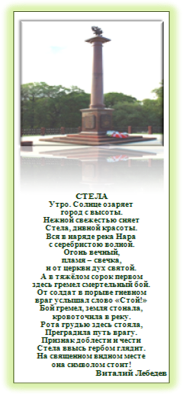 СТЕЛА
Утро. Солнце озаряет
город с высоты.
Нежной свежестью сияет
Стела, дивной красоты.
Вся в наряде река Нара
с серебристою волной.
Огонь вечный,
пламя – свечка,
и от церкви дух святой.
А в тяжёлом сорок первом
здесь гремел смертельный бой.
От солдат в порыве гневном
враг услышал слово «Стой!»
Бой гремел, земля стонала,
кровоточила в реку.
Рота грудью здесь стояла,
Преградила путь врагу.
Признак доблести и чести
Стела ввысь гербом глядит.
На священном видном месте
она символом стоит!
Виталий Лебедев